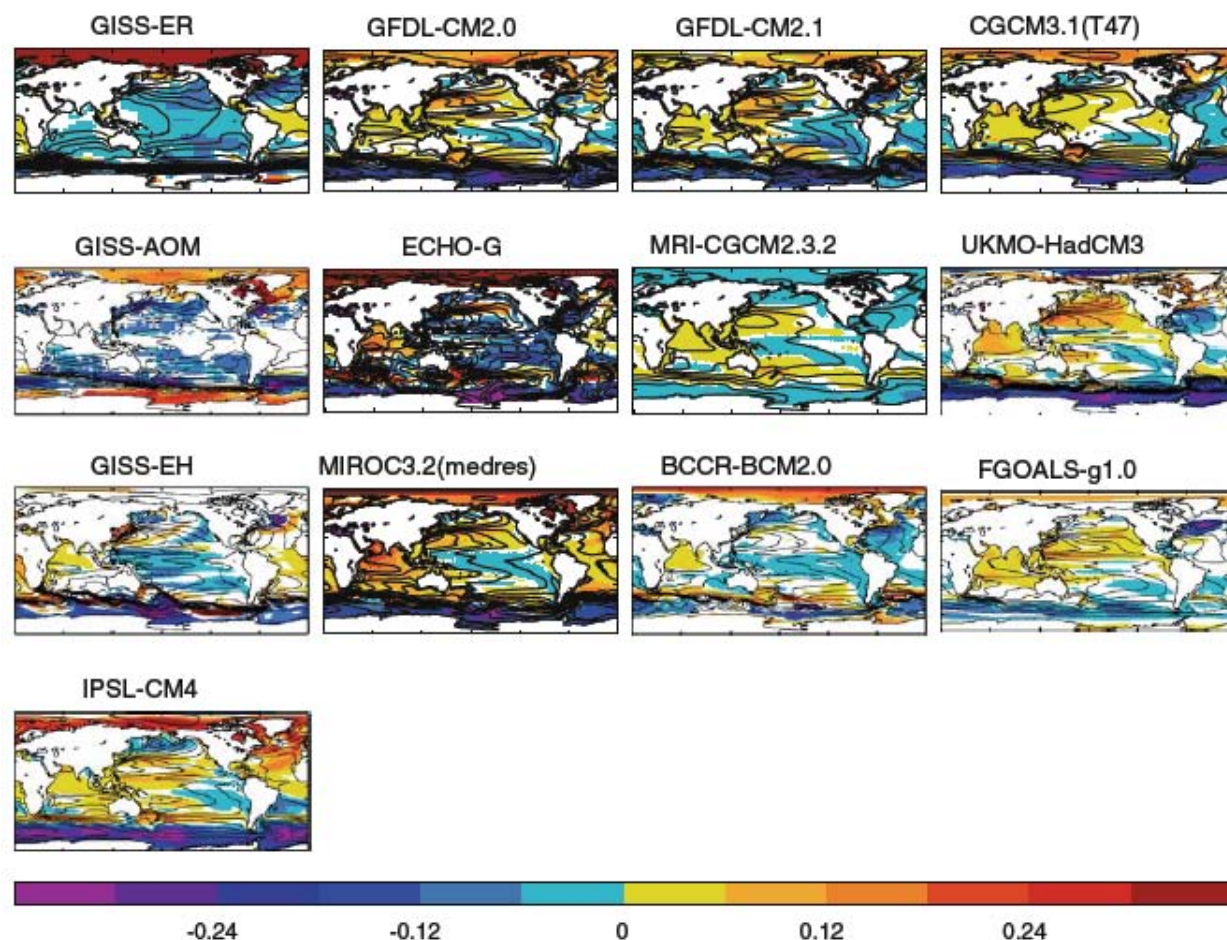 GISS-ER GFDL-CM2.0 GFDL-CM2.1 CGCM3.1(T47)
GISS-AOM ECHO-G MRI-CGCM2.3.2 UKMO-HadCM3
GISS-EH MIROC3.2(medres) BCCR-BCM2.0 FGOALS-g1.0
IPSL-CM4
-0.24 -0.12 0 0.12 0.24